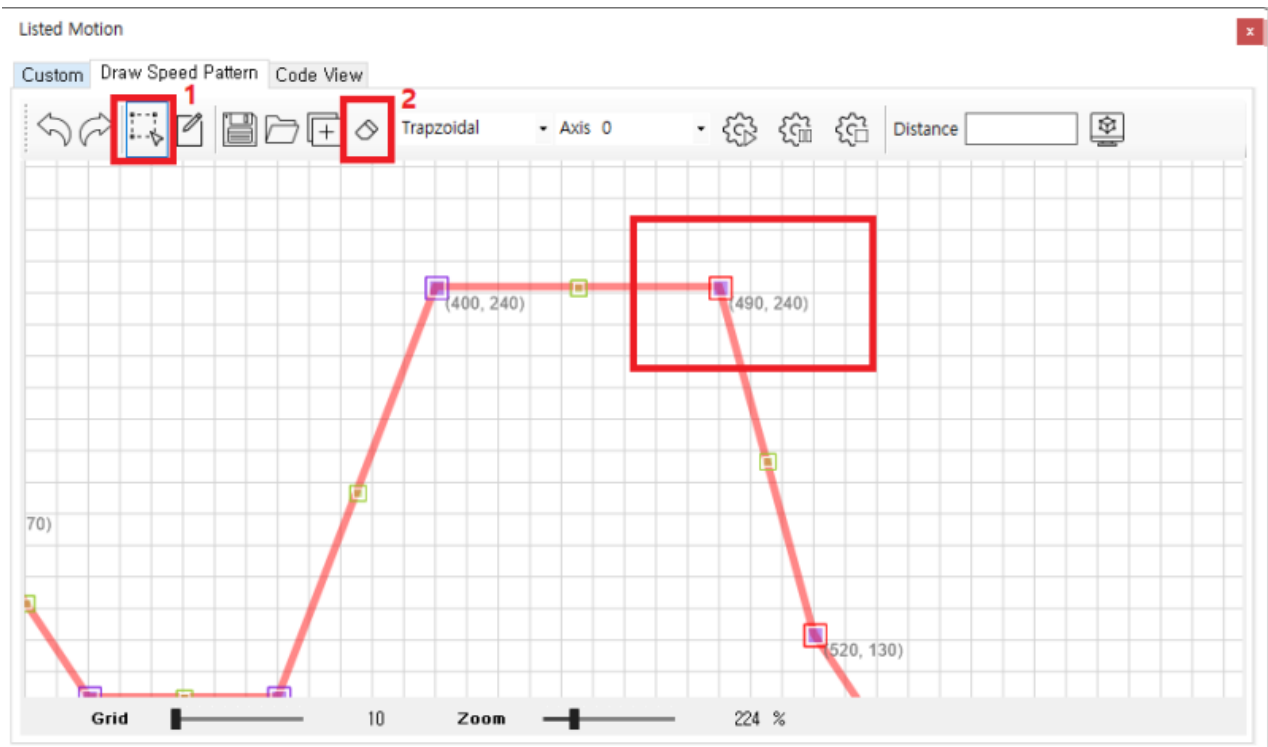 Listed Motion
x
Custom Draw Speed Pattern Code View
1
2
Trapzoidal Axis 0 Distance
(400, 240)
(490, 240)
70)
(520, 130)
Grid 10 Zoom 224 %